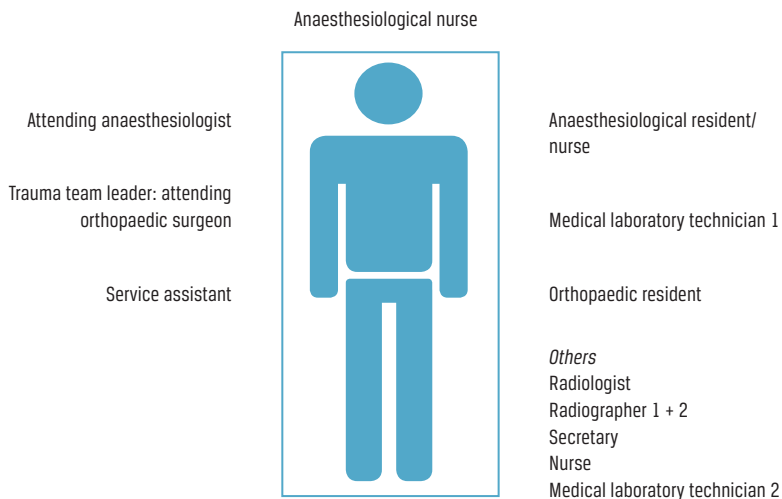 Anaesthesiological nurse
Attending anaesthesiologist
Trauma team leader: attending
orthopaedic surgeon
Service assistant
Anaesthesiological resident/
nurse
Medical laboratory technician 1
Orthopaedic resident
Others
Radiologist
Radiographer 1 + 2
Secretary
Nurse
Medical laboratory technician 2